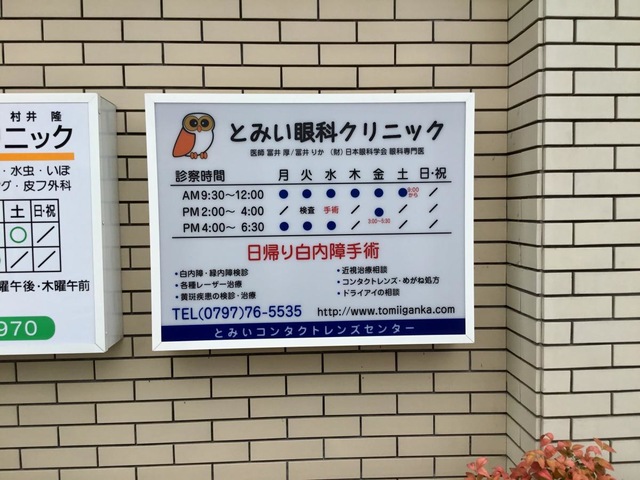 村井 隆
ニック
・水虫・いぼ
グ・皮フ外科
土 日・祝
○ ／
／ ／
曜午後・木曜午前
970
とみい眼科クリニック
医師 冨井 厚/冨井 りか (財)日本眼科学会 眼科専門医
診察時間 月 火 水 木 金 土 日・祝
AM 9:30～12:00 ● ● ● ● ● ● 9:00から ／
PM 2:00～ 4:00 ／ 検査 手術 ／ ● ／ ／
3:00-5:00
PM 4:00～ 6:30 ● ● ● ／ ／ ／
日帰り白内障手術
・白内障・緑内障検診
・各種レーザー治療
・黄斑疾患の検診・治療
・近視治療相談
・コンタクトレンズ・めがね処方
・ドライアイの相談
TEL(0797)76-5535 http://www.tomiiganka.com
とみいコンタクトレンズセンター